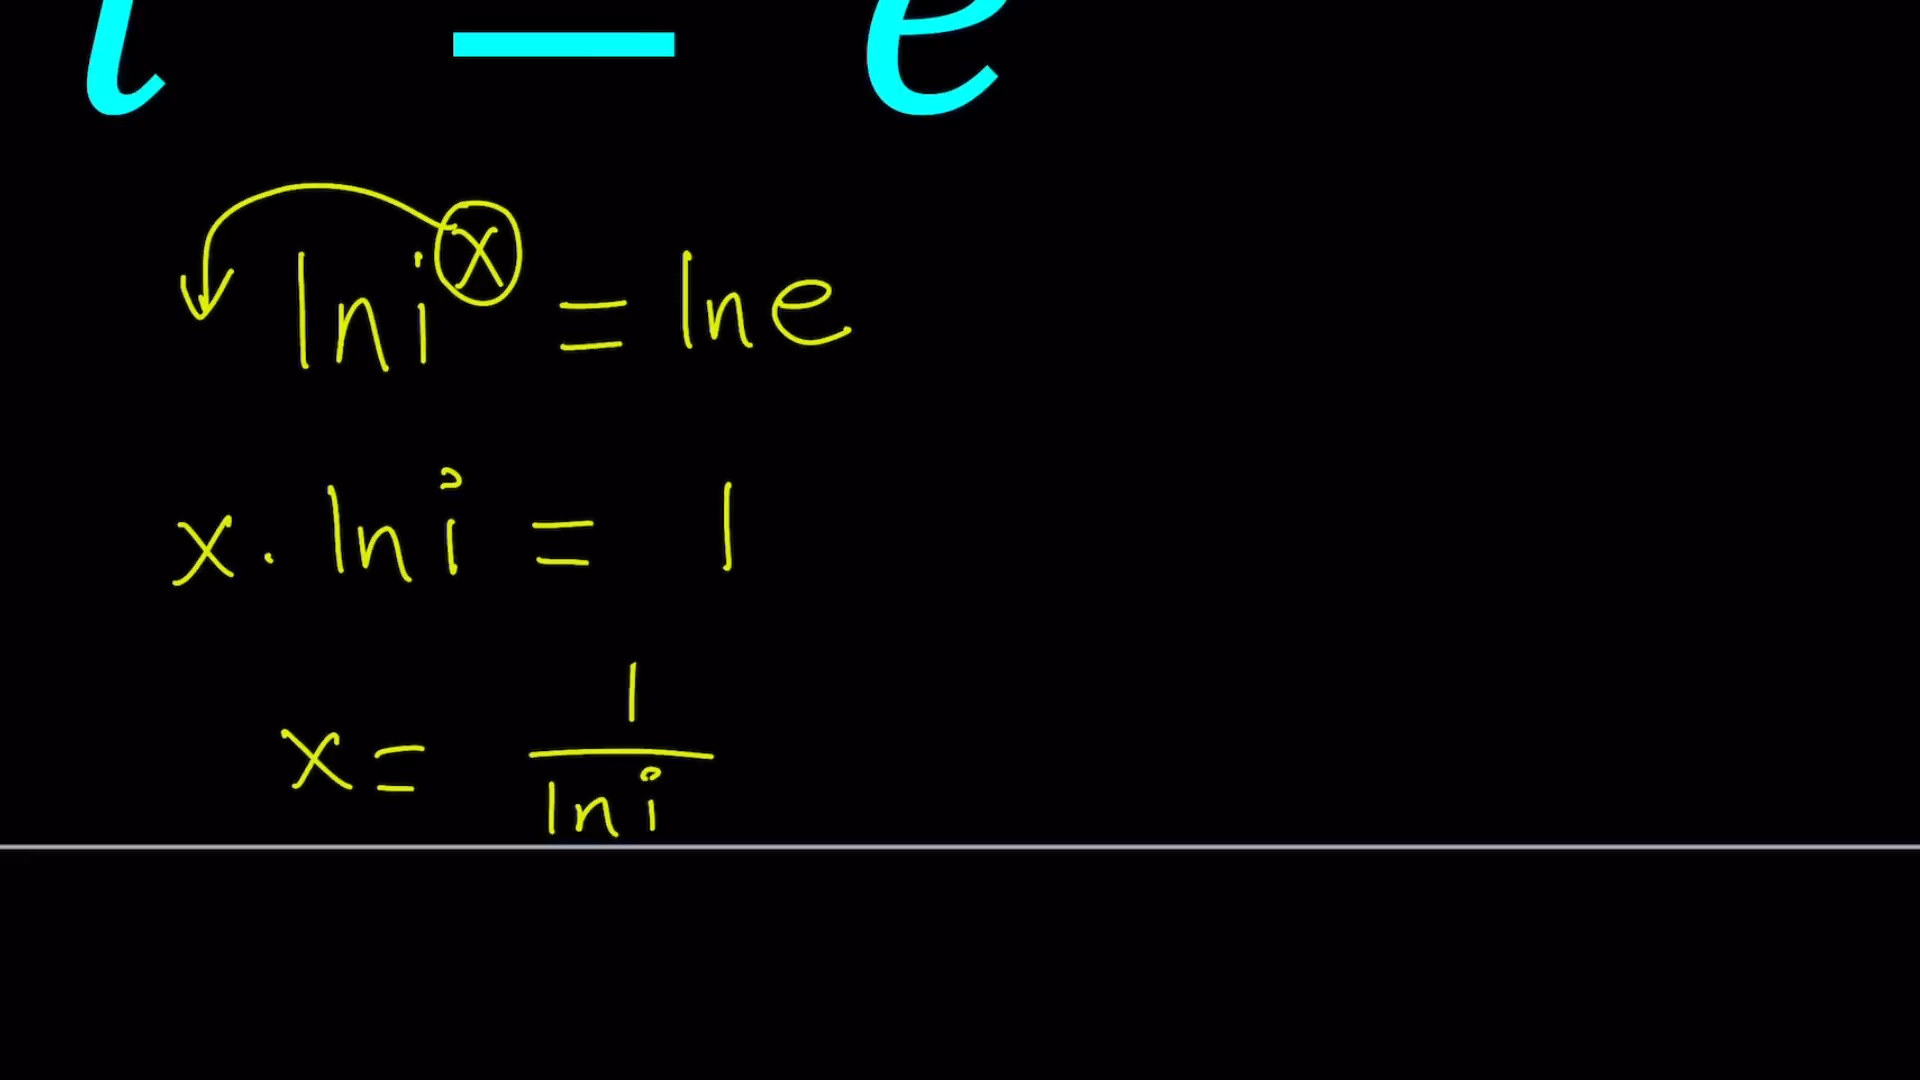 i = e
ln i^x = ln e
x · ln i = 1
x = 1/ln i